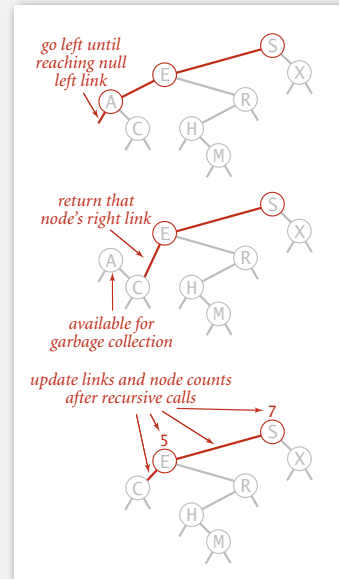 go left until
reaching null
left link
S
E
X
A
R
C
H
M
return that
node's right link
S
E
X
A
R
C
H
M
available for
garbage collection
update links and node counts
after recursive calls
7
5
S
E
X
C
R
H
M